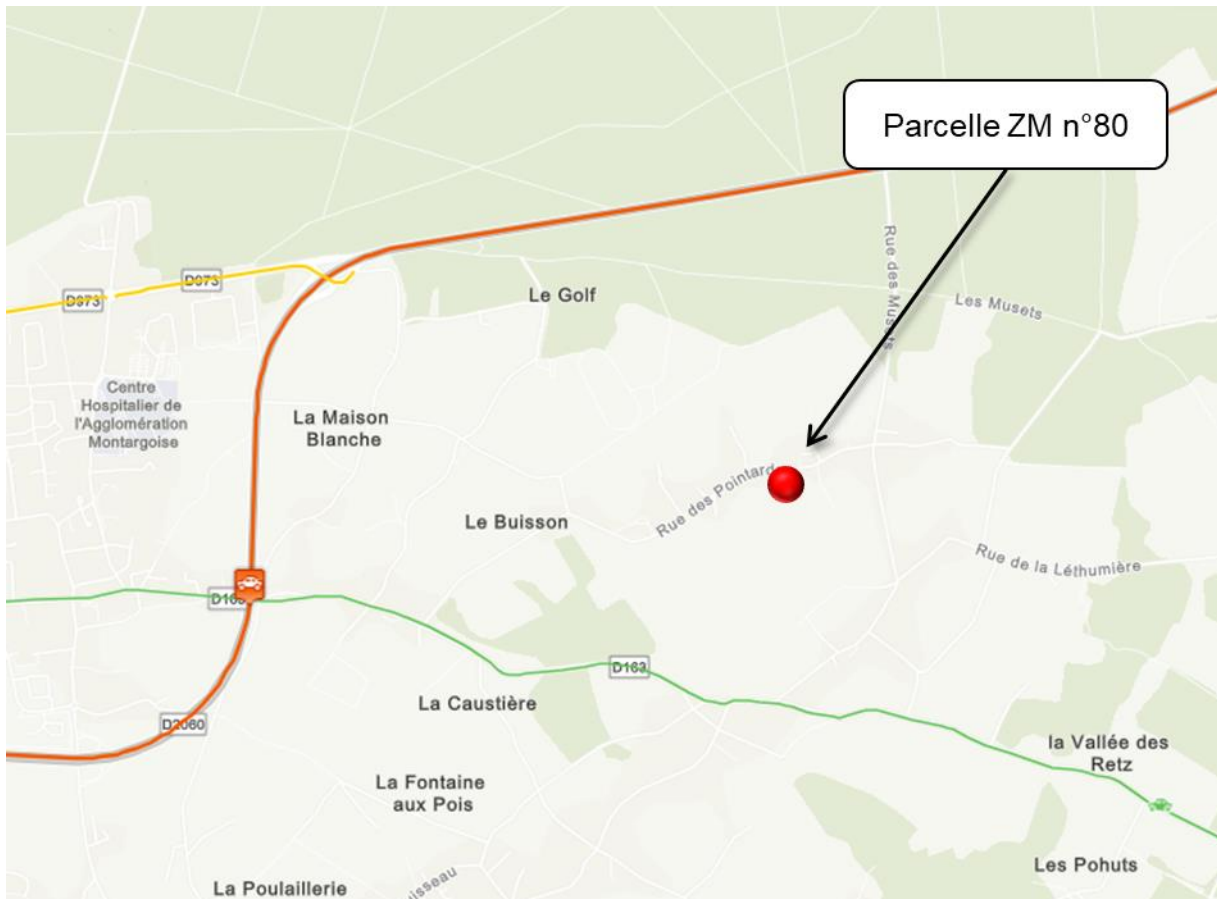 Parcelle ZM n°80
Rue des Musets
D973
D973
Le Golf
Les Musets
Centre
Hospitalier de
l'Agglomération
Montargoise
La Maison
Blanche
Rue des Pointard
Le Buisson
Rue de la Léthumière
D163
La Caustière
D2060
la Vallée des
Retz
La Fontaine
aux Pois
Les Pohuts
La Poulaillerie